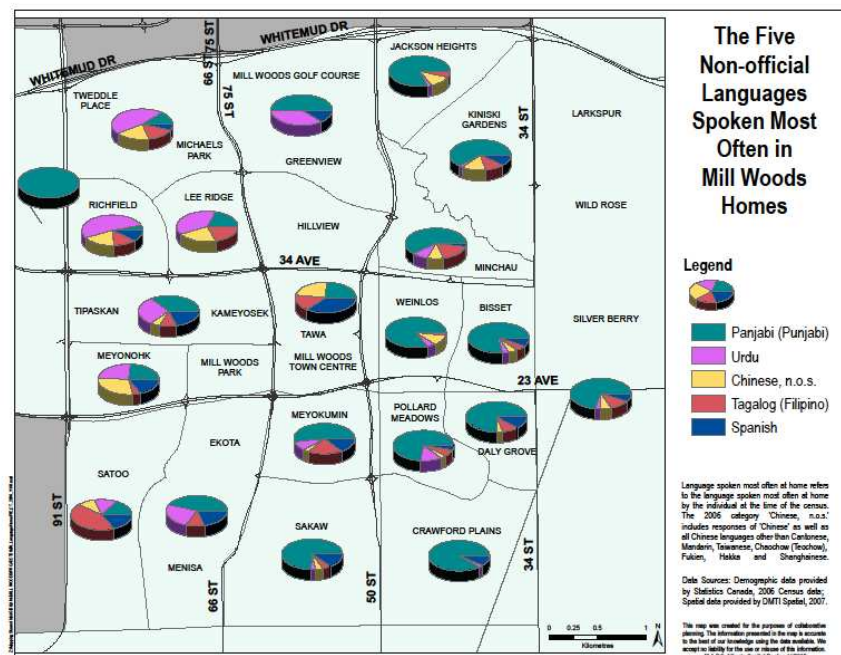 The Five
Non-official
Languages
Spoken Most
Often in
Mill Woods
Homes
WHITEMUD DR
WHITEMUD DR
99 ST
75 ST
75 ST
JACKSON HEIGHTS
TWEDDLE
PLACE
MILL WOODS GOLF COURSE
KINISKI
GARDENS
34 ST
LARKSPUR
MICHAELS
PARK
GREENVIEW
RICHFIELD
LEE RIDGE
WILD ROSE
HILLVIEW
34 AVE
MINCHAU
TIPASKAN
KAMEYOSEK
TAWA
WEINLOS
BISSET
SILVER BERRY
MEYONOHK
MILL WOODS
PARK
MILL WOODS
TOWN CENTRE
23 AVE
MEYOKUMIN
POLLARD
MEADOWS
EKOTA
DALY GROVE
SATOO
91 ST
MENISA
66 ST
SAKAW
50 ST
CRAWFORD PLAINS
34 ST
0 0.25 0.5 1
Kilometres
N
Legend
Panjabi (Punjabi)
Urdu
Chinese, n.o.s.
Tagalog (Filipino)
Spanish
Language spoken most often at home refers
to the language spoken most often at home
by the individual at the time of the census.
The 2006 category 'Chinese, n.o.s.'
includes responses of 'Chinese' as well as
all Chinese languages other than Cantonese,
Mandarin, Taiwanese, Chaochow (Teochow),
Fukien, Hakka and Shanghainese.
Data Sources: Demographic data provided
by Statistics Canada, 2006 Census data;
Spatial data provided by DMTI Spatial, 2007.
This map was created for the purposes of collaborative
planning. The information presented in the map is accurate
to the best of our knowledge using the data available. We
accept no liability for the use or misuse of this information.